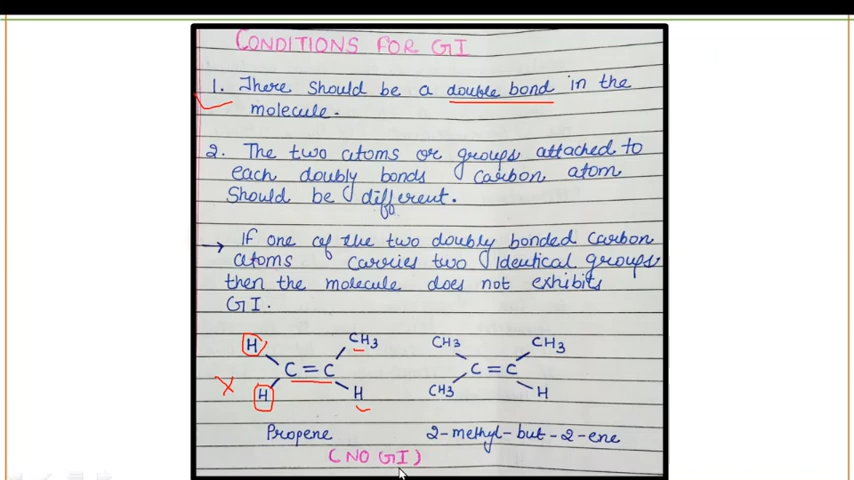 CONDITIONS FOR GI
1. There should be a double bond in the
molecule.
2. The two atoms or groups attached to
each doubly bonds carbon atom
Should be different.
→ If one of the two doubly bonded carbon
atoms carries two identical groups
then the molecule does not exhibits
GI.
H CH3 CH3 CH3
C=C C=C
H H CH3 H
Propene 2-methyl-but-2-ene
(NO GI)